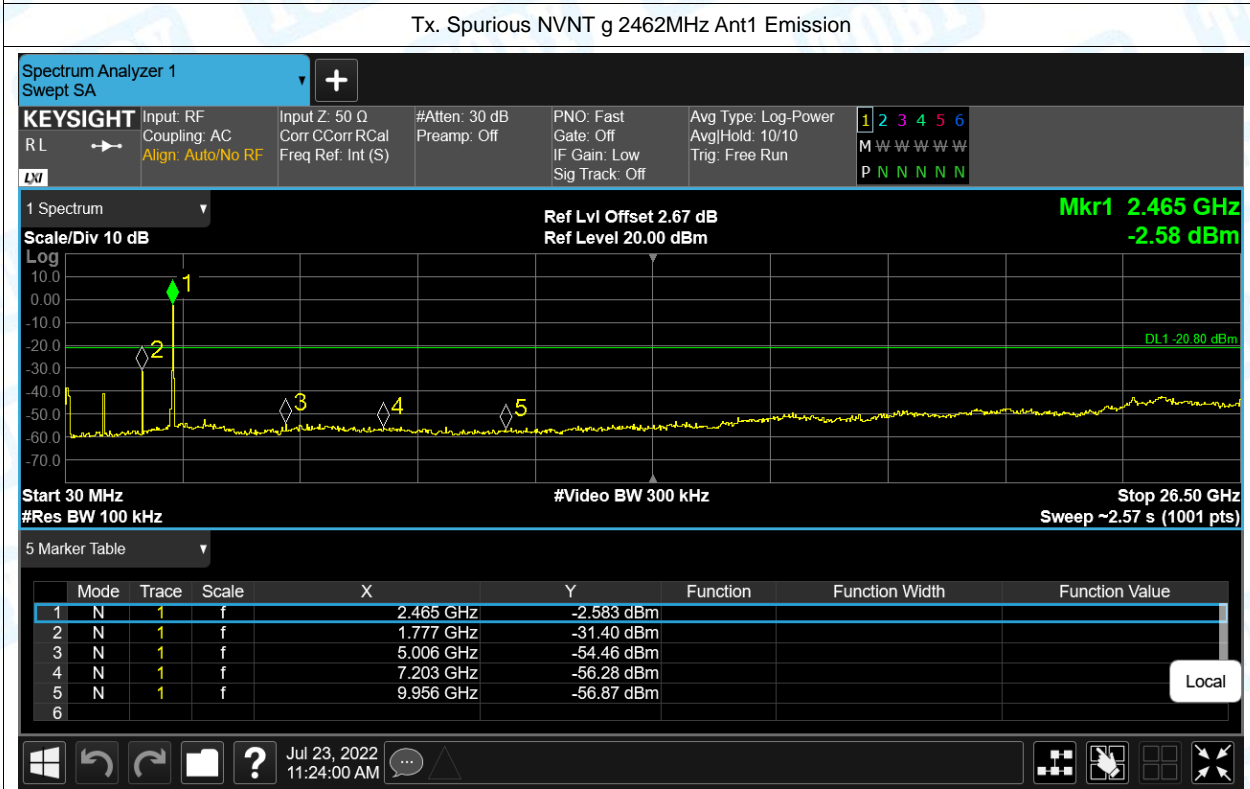 Tx. Spurious NVNT g 2462MHz Ant1 Emission
Spectrum Analyzer 1
Swept SA
KEYSIGHT
R L
LXI
Input: RF
Coupling: AC
Align: Auto/No RF
Input Z: 50 Ω
Corr CCorr RCal
Freq Ref: Int (S)
#Atten: 30 dB
Preamp: Off
PNO: Fast
Gate: Off
IF Gain: Low
Sig Track: Off
Avg Type: Log-Power
Avg|Hold: 10/10
Trig: Free Run
1 2 3 4 5 6
M W W W W W
P N N N N N
1 Spectrum
Scale/Div 10 dB
Ref Lvl Offset 2.67 dB
Ref Level 20.00 dBm
Mkr1 2.465 GHz
-2.58 dBm
Log
10.0
0.00
-10.0
-20.0
-30.0
-40.0
-50.0
-60.0
-70.0
1
2
3
4
5
DL1 -20.80 dBm
Start 30 MHz
#Video BW 300 kHz
Stop 26.50 GHz
#Res BW 100 kHz
Sweep ~2.57 s (1001 pts)
5 Marker Table
Mode Trace Scale X Y Function Function Width Function Value
1 N 1 f 2.465 GHz -2.583 dBm
2 N 1 f 1.777 GHz -31.40 dBm
3 N 1 f 5.006 GHz -54.46 dBm
4 N 1 f 7.203 GHz -56.28 dBm
5 N 1 f 9.956 GHz -56.87 dBm
6
Local
?
Jul 23, 2022
11:24:00 AM